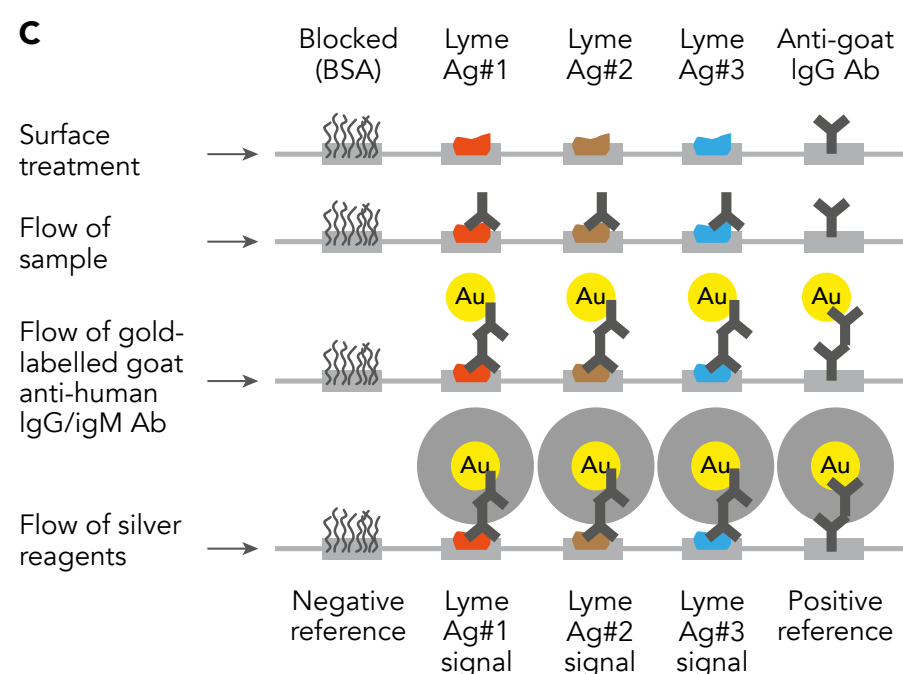 C
Blocked
(BSA)
Lyme
Ag#1
Lyme
Ag#2
Lyme
Ag#3
Anti-goat
IgG Ab
Surface
treatment
Flow of
sample
Au
Au
Au
Au
Flow of gold-
labelled goat
anti-human
IgG/igM Ab
Au
Au
Au
Au
Flow of silver
reagents
Negative
reference
Lyme
Ag#1
signal
Lyme
Ag#2
signal
Lyme
Ag#3
signal
Positive
reference